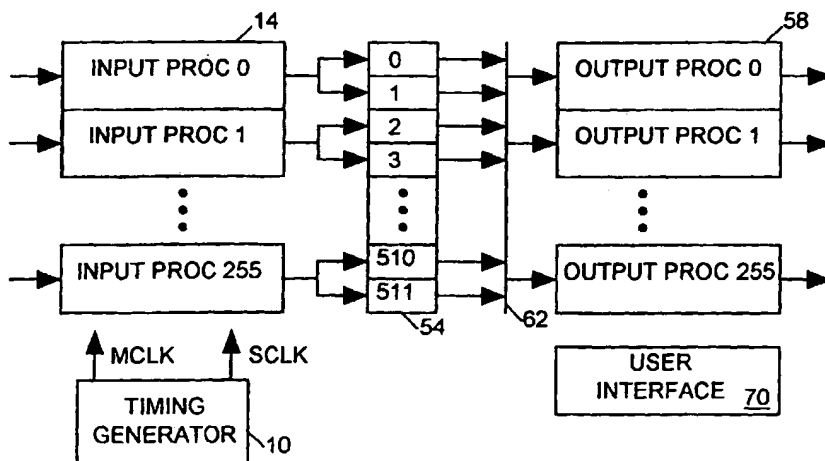 14
58
INPUT PROC 0
0
OUTPUT PROC 0
1
INPUT PROC 1
2
OUTPUT PROC 1
3
INPUT PROC 255
510
OUTPUT PROC 255
511
54
62
MCLK
SCLK
USER
INTERFACE
70
TIMING
GENERATOR
10